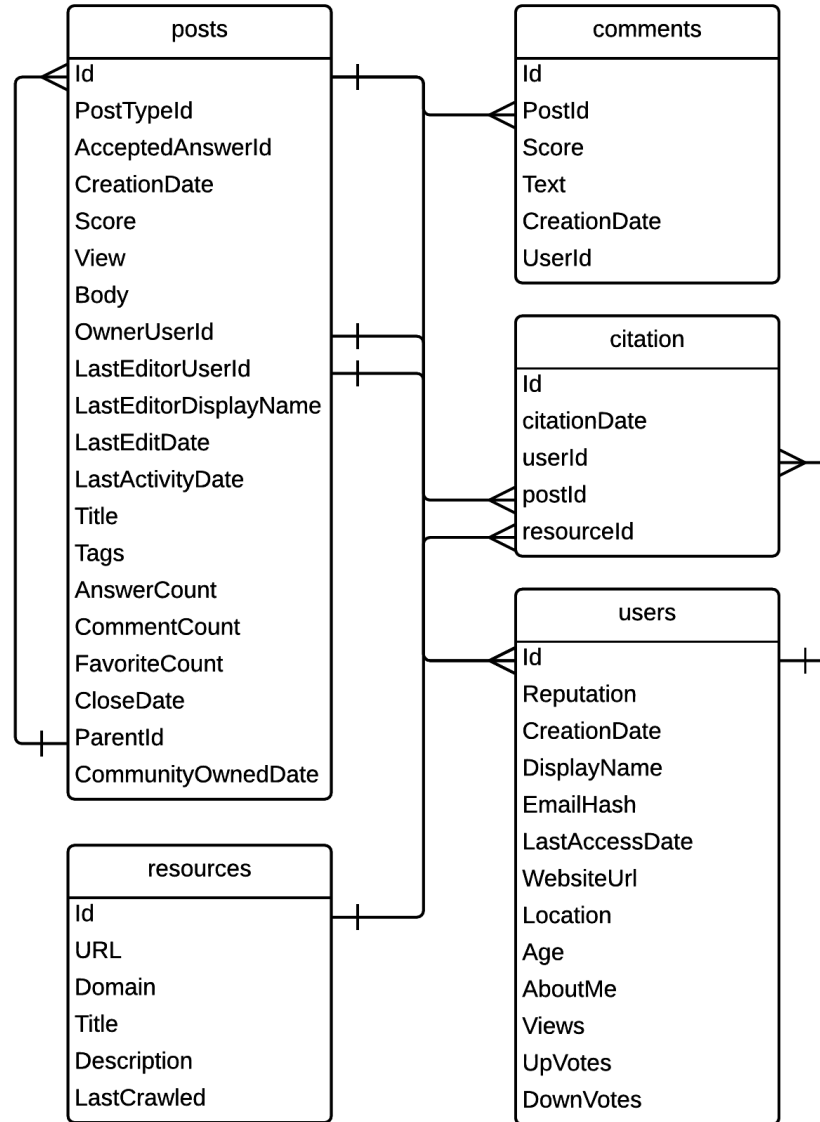 posts
Id
PostTypeId
AcceptedAnswerId
CreationDate
Score
View
Body
OwnerUserId
LastEditorUserId
LastEditorDisplayName
LastEditDate
LastActivityDate
Title
Tags
AnswerCount
CommentCount
FavoriteCount
CloseDate
ParentId
CommunityOwnedDate
resources
Id
URL
Domain
Title
Description
LastCrawled
comments
Id
PostId
Score
Text
CreationDate
UserId
citation
Id
citationDate
userId
postId
resourceId
users
Id
Reputation
CreationDate
DisplayName
EmailHash
LastAccessDate
WebsiteUrl
Location
Age
AboutMe
Views
UpVotes
DownVotes